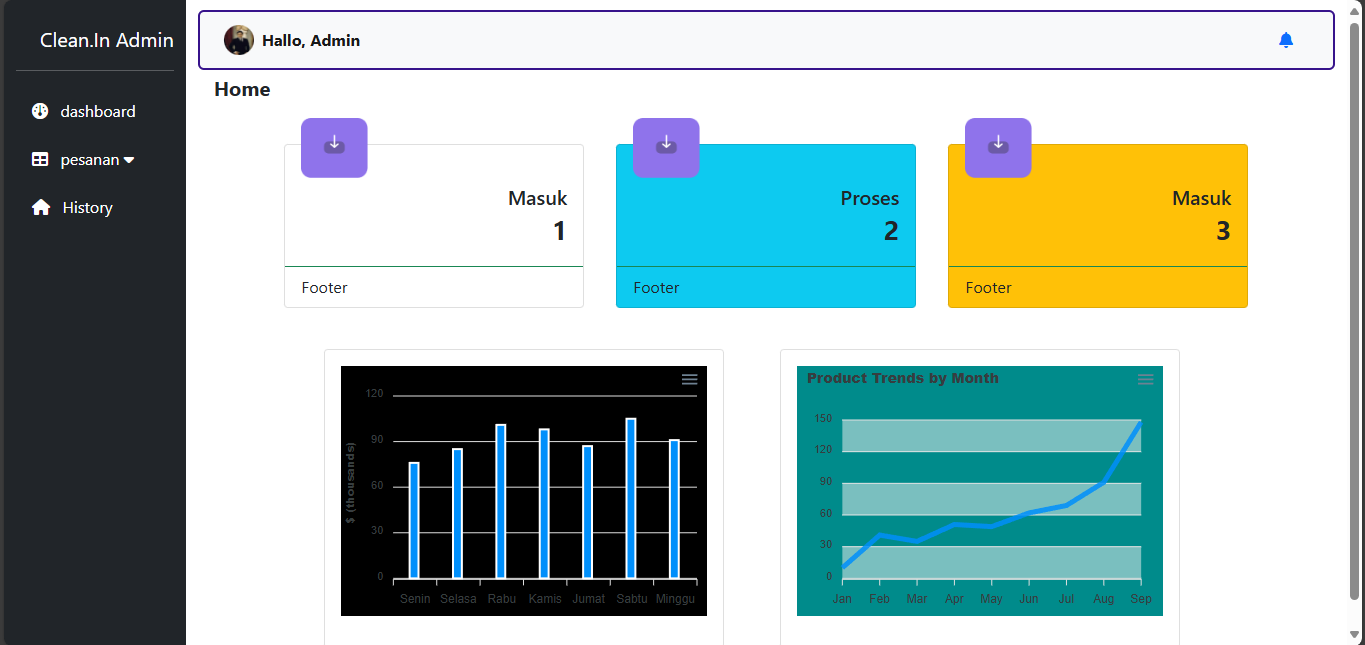 Clean.In Admin
dashboard
pesanan
History
Hallo, Admin
Home
Masuk
1
Footer
Proses
2
Footer
Masuk
3
Footer
$ (thousands)
120
90
60
30
0
Senin Selasa Rabu Kamis Jumat Sabtu Minggu
Product Trends by Month
150
120
90
60
30
0
Jan Feb Mar Apr May Jun Jul Aug Sep